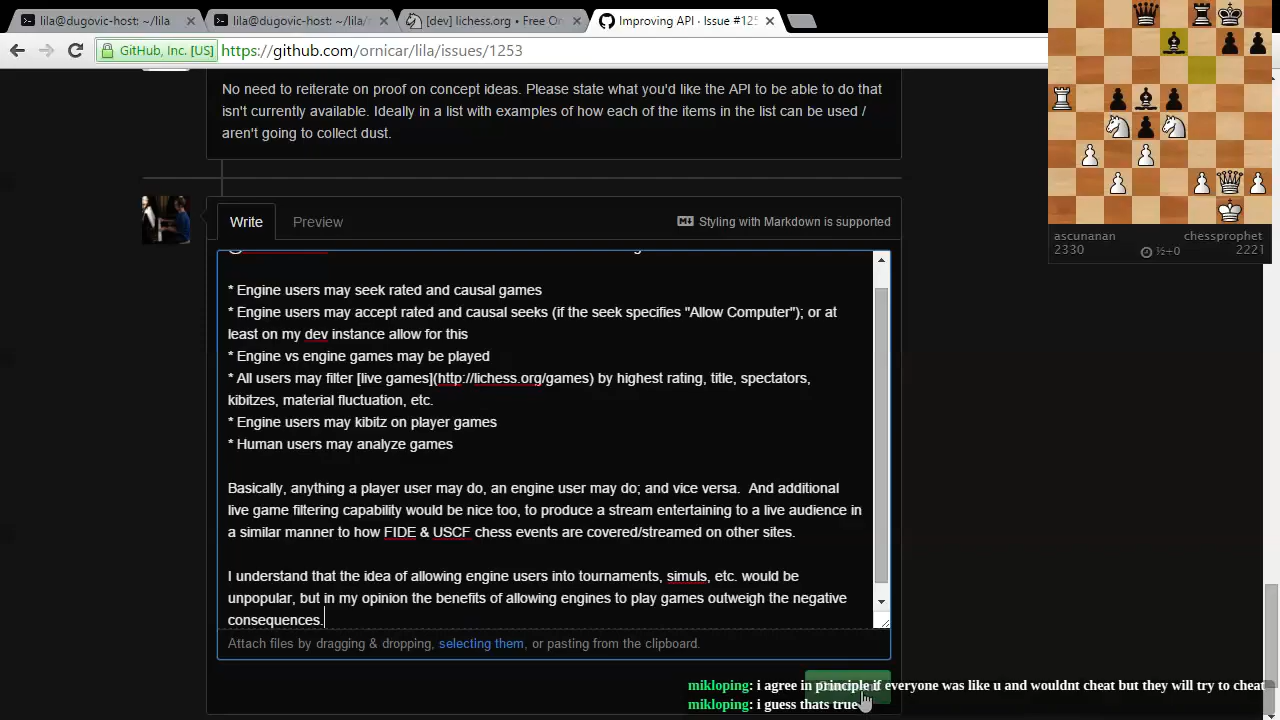 lila@dugovic-host: ~/lila
lila@dugovic-host: ~/lila/
[dev] lichess.org • Free On
Improving API · Issue #125
GitHub, Inc. [US]
https://github.com/ornicar/lila/issues/1253
No need to reiterate on proof on concept ideas. Please state what you'd like the API to be able to do that
isn't currently available. Ideally in a list with examples of how each of the items in the list can be used /
aren't going to collect dust.
Write
Preview
Styling with Markdown is supported
* Engine users may seek rated and causal games
* Engine users may accept rated and causal seeks (if the seek specifies "Allow Computer"); or at
least on my dev instance allow for this
* Engine vs engine games may be played
* All users may filter [live games](http://lichess.org/games) by highest rating, title, spectators,
kibitzes, material fluctuation, etc.
* Engine users may kibitz on player games
* Human users may analyze games
Basically, anything a player user may do, an engine user may do; and vice versa.  And additional
live game filtering capability would be nice too, to produce a stream entertaining to a live audience in
a similar manner to how FIDE & USCF chess events are covered/streamed on other sites.
I understand that the idea of allowing engine users into tournaments, simuls, etc. would be
unpopular, but in my opinion the benefits of allowing engines to play games outweigh the negative
consequences.
Attach files by dragging & dropping, selecting them, or pasting from the clipboard.
ascunanan chessprophet
2330 ½+0 2221
mikloping: i agree in principle if everyone was like u and wouldnt cheat but they will try to cheat
mikloping: i guess thats true